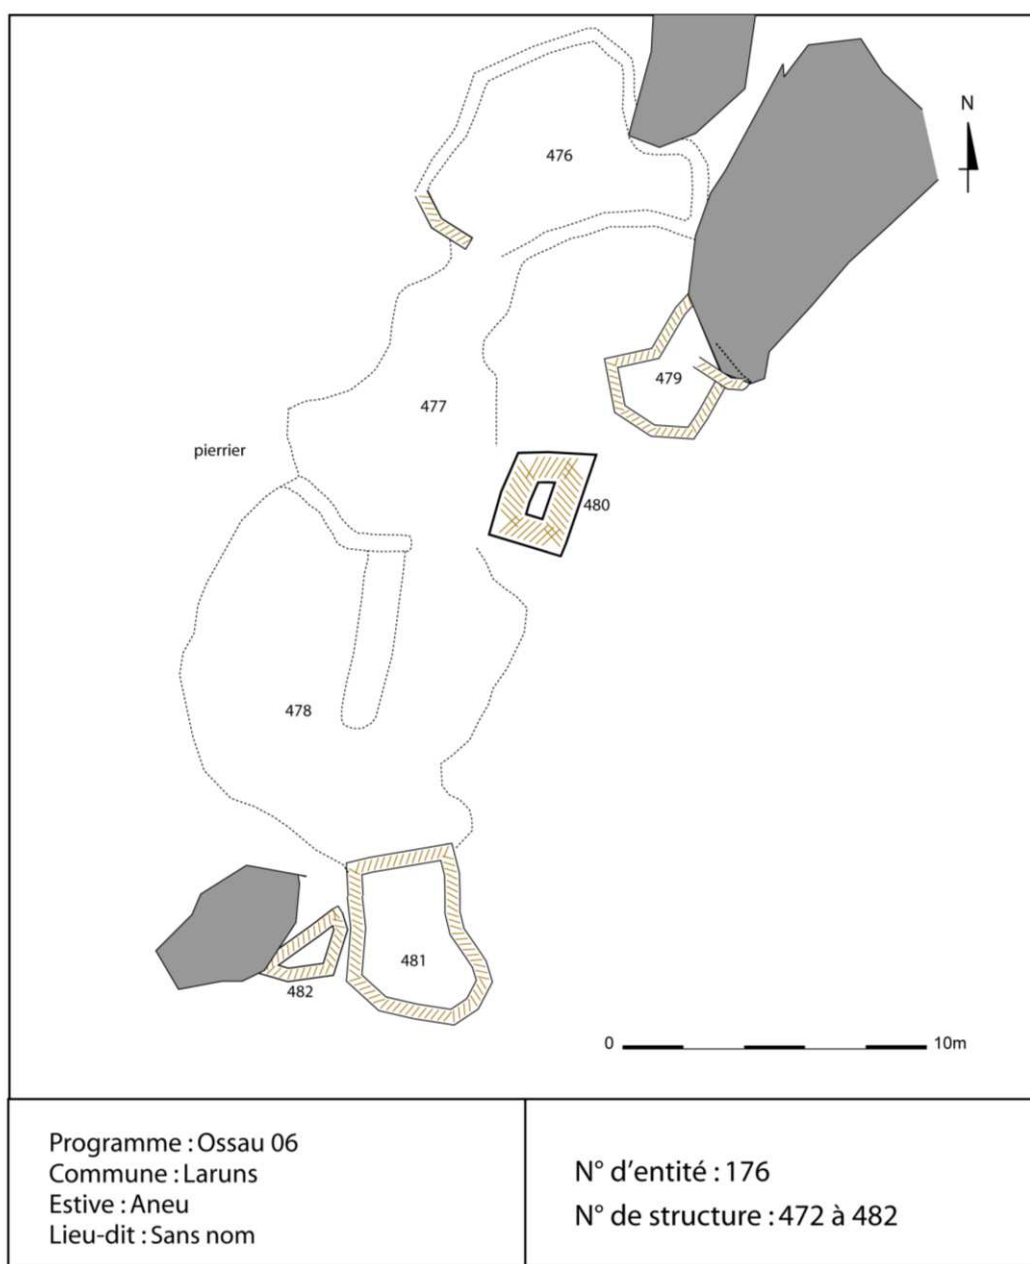 N
476
479
477
pierrier
480
478
481
482
0 10m
Programme : Ossau 06
Commune : Laruns
Estive : Aneu
Lieu-dit : Sans nom
N° d'entité : 176
N° de structure : 472 à 482